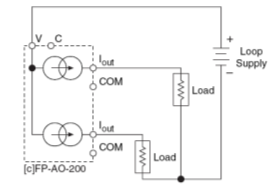 V C
Iout
COM
+
Loop
Supply
–
Load
Iout
COM
Load
[c]FP-AO-200